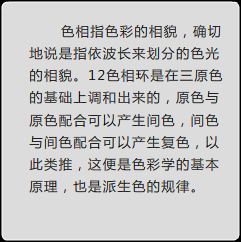 色相指色彩的相貌，确切
地说是指依波长来划分的色光
的相貌。12色相环是在三原色
的基础上调和出来的，原色与
原色配合可以产生间色，间色
与间色配合可以产生复色，以
此类推，这便是色彩学的基本
原理，也是派生色的规律。